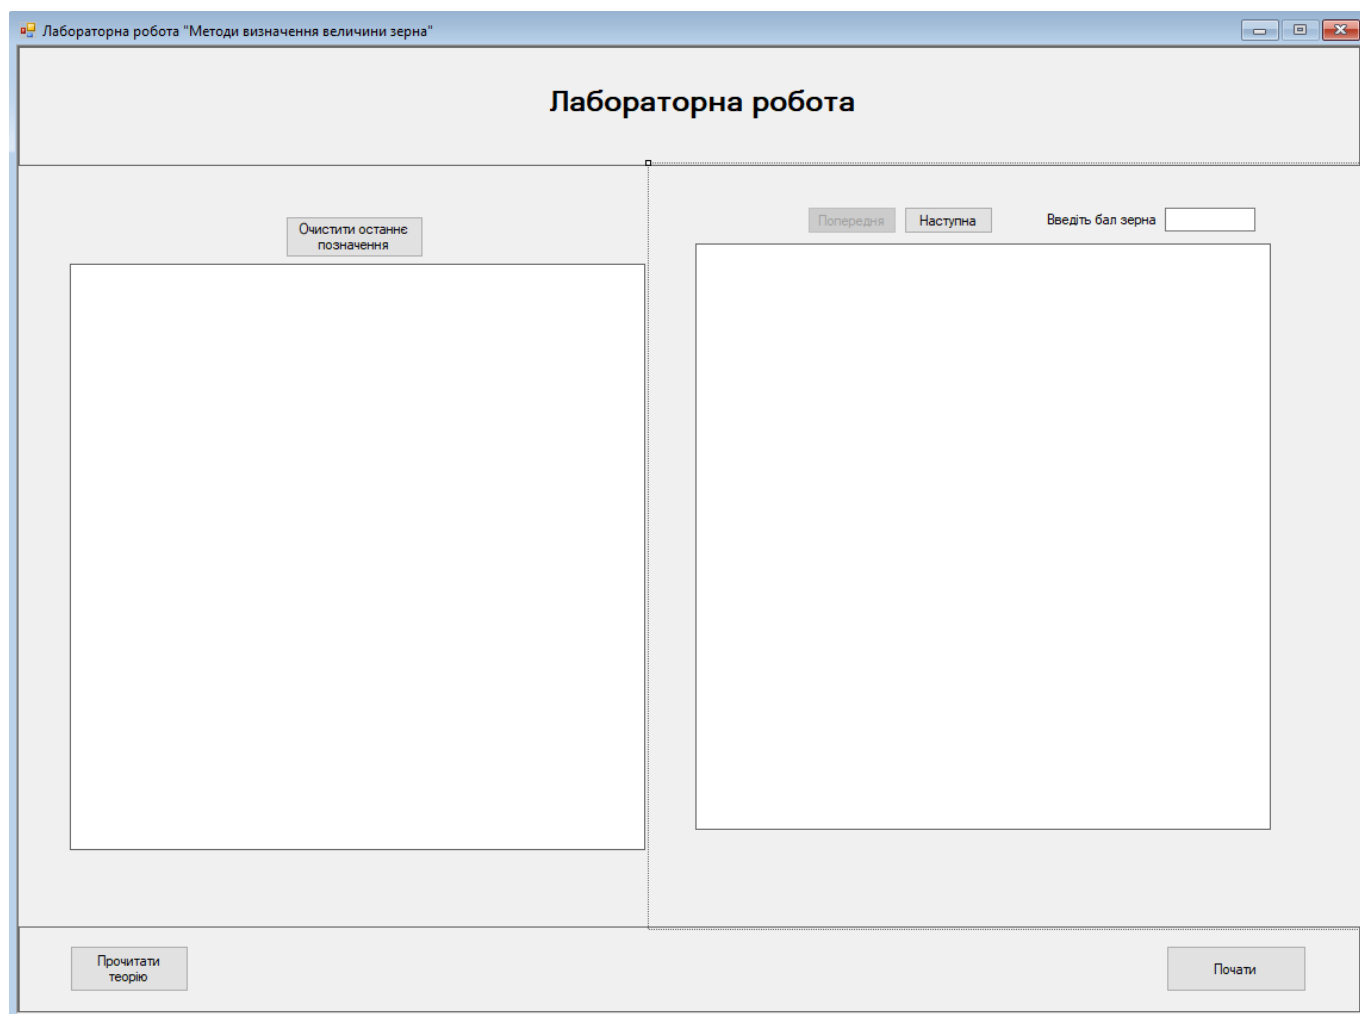 Лабораторна робота "Методи визначення величини зерна"
Лабораторна робота
Очистити останнє
позначення
Попередня
Наступна
Введіть бал зерна
Прочитати
теорію
Почати